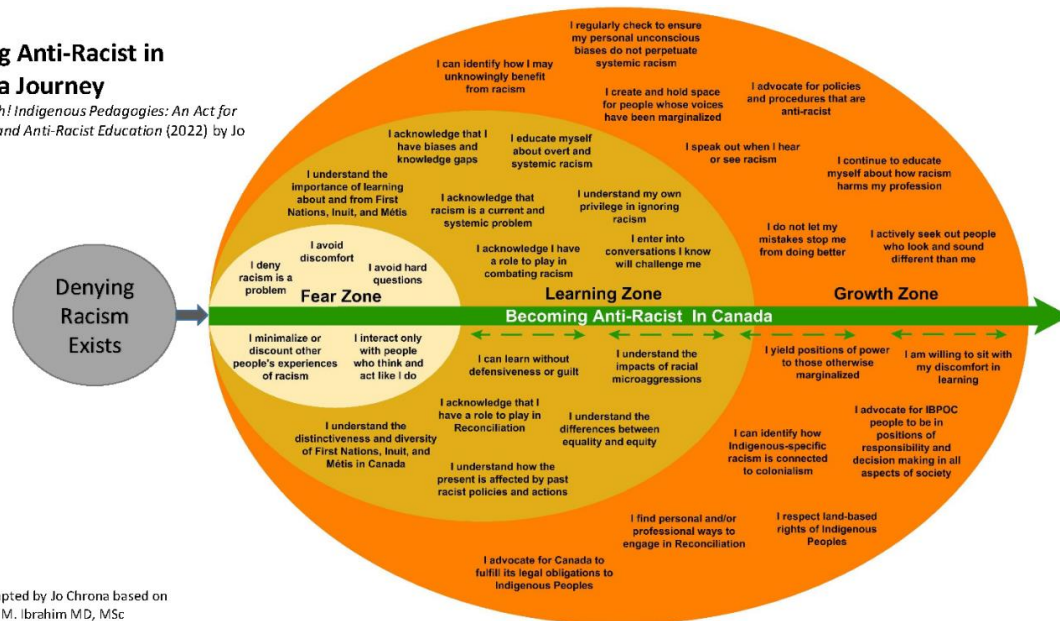 g Anti-Racist in
a Journey
h! Indigenous Pedagogies: An Act for
and Anti-Racist Education (2022) by Jo
I regularly check to ensure
my personal unconscious
biases do not perpetuate
systemic racism
I can identify how I may
unknowingly benefit
from racism
I create and hold space
for people whose voices
have been marginalized
I advocate for policies
and procedures that are
anti-racist
I acknowledge that I
have biases and
knowledge gaps
I educate myself
about overt and
systemic racism
I speak out when I hear
or see racism
I continue to educate
myself about how racism
harms my profession
I understand the
importance of learning
about and from First
Nations, Inuit, and Métis
I acknowledge that
racism is a current and
systemic problem
I understand my own
privilege in ignoring
racism
I do not let my
mistakes stop me
from doing better
I actively seek out people
who look and sound
different than me
I avoid
discomfort
I deny
racism is a
problem
I avoid hard
questions
I acknowledge I have
a role to play in
combating racism
I enter into
conversations I know
will challenge me
Denying
Racism
Exists
Fear Zone
Learning Zone
Growth Zone
Becoming Anti-Racist In Canada
I minimalize or
discount other
people's experiences
of racism
I interact only
with people
who think and
act like I do
I can learn without
defensiveness or guilt
I understand the
impacts of racial
microaggressions
I yield positions of power
to those otherwise
marginalized
I am willing to sit with
my discomfort in
learning
I acknowledge that I
have a role to play in
Reconciliation
I understand the
differences between
equality and equity
I understand the
distinctiveness and diversity
of First Nations, Inuit, and
Métis in Canada
I understand how the
present is affected by past
racist policies and actions
I can identify how
Indigenous-specific
racism is connected
to colonialism
I advocate for IBPOC
people to be in
positions of
responsibility and
decision making in all
aspects of society
I find personal and/or
professional ways to
engage in Reconciliation
I respect land-based
rights of Indigenous
Peoples
I advocate for Canada to
fulfill its legal obligations to
Indigenous Peoples
pted by Jo Chrona based on
M. Ibrahim MD, MSc